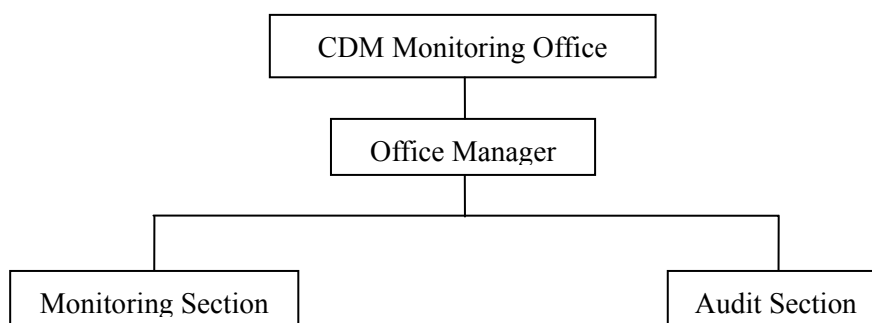 CDM Monitoring Office
Office Manager
Monitoring Section
Audit Section